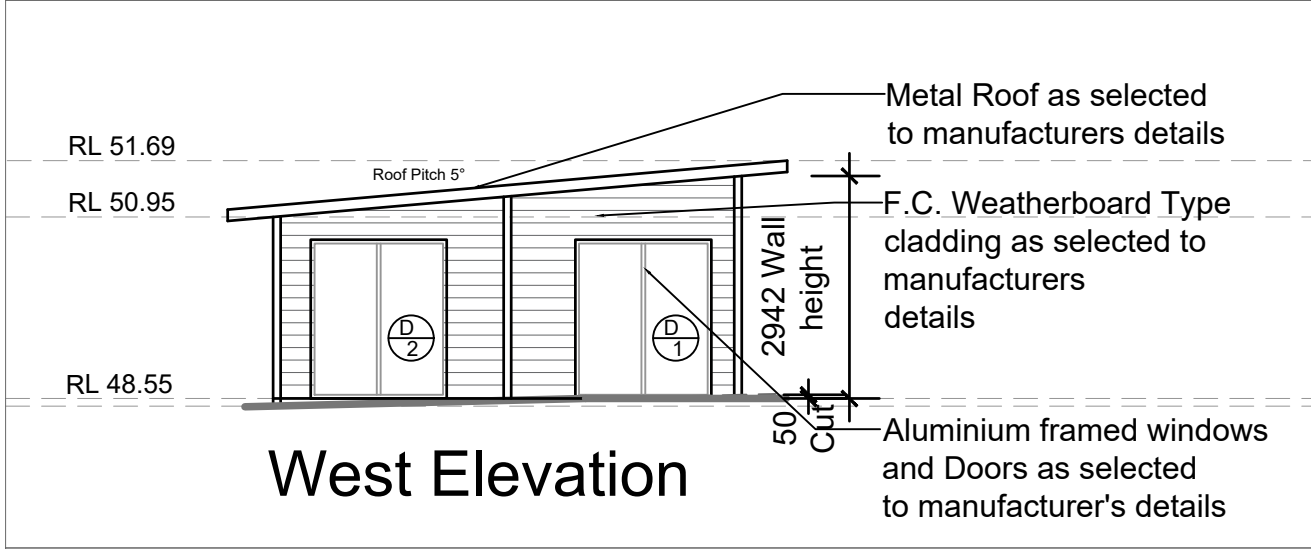 Metal Roof as selected
to manufacturers details
RL 51.69
Roof Pitch 5°
RL 50.95
F.C. Weatherboard Type
cladding as selected to
manufacturers
details
2942 Wall
height
D
2
D
1
RL 48.55
50
Cut
Aluminium framed windows
and Doors as selected
to manufacturer's details
West Elevation